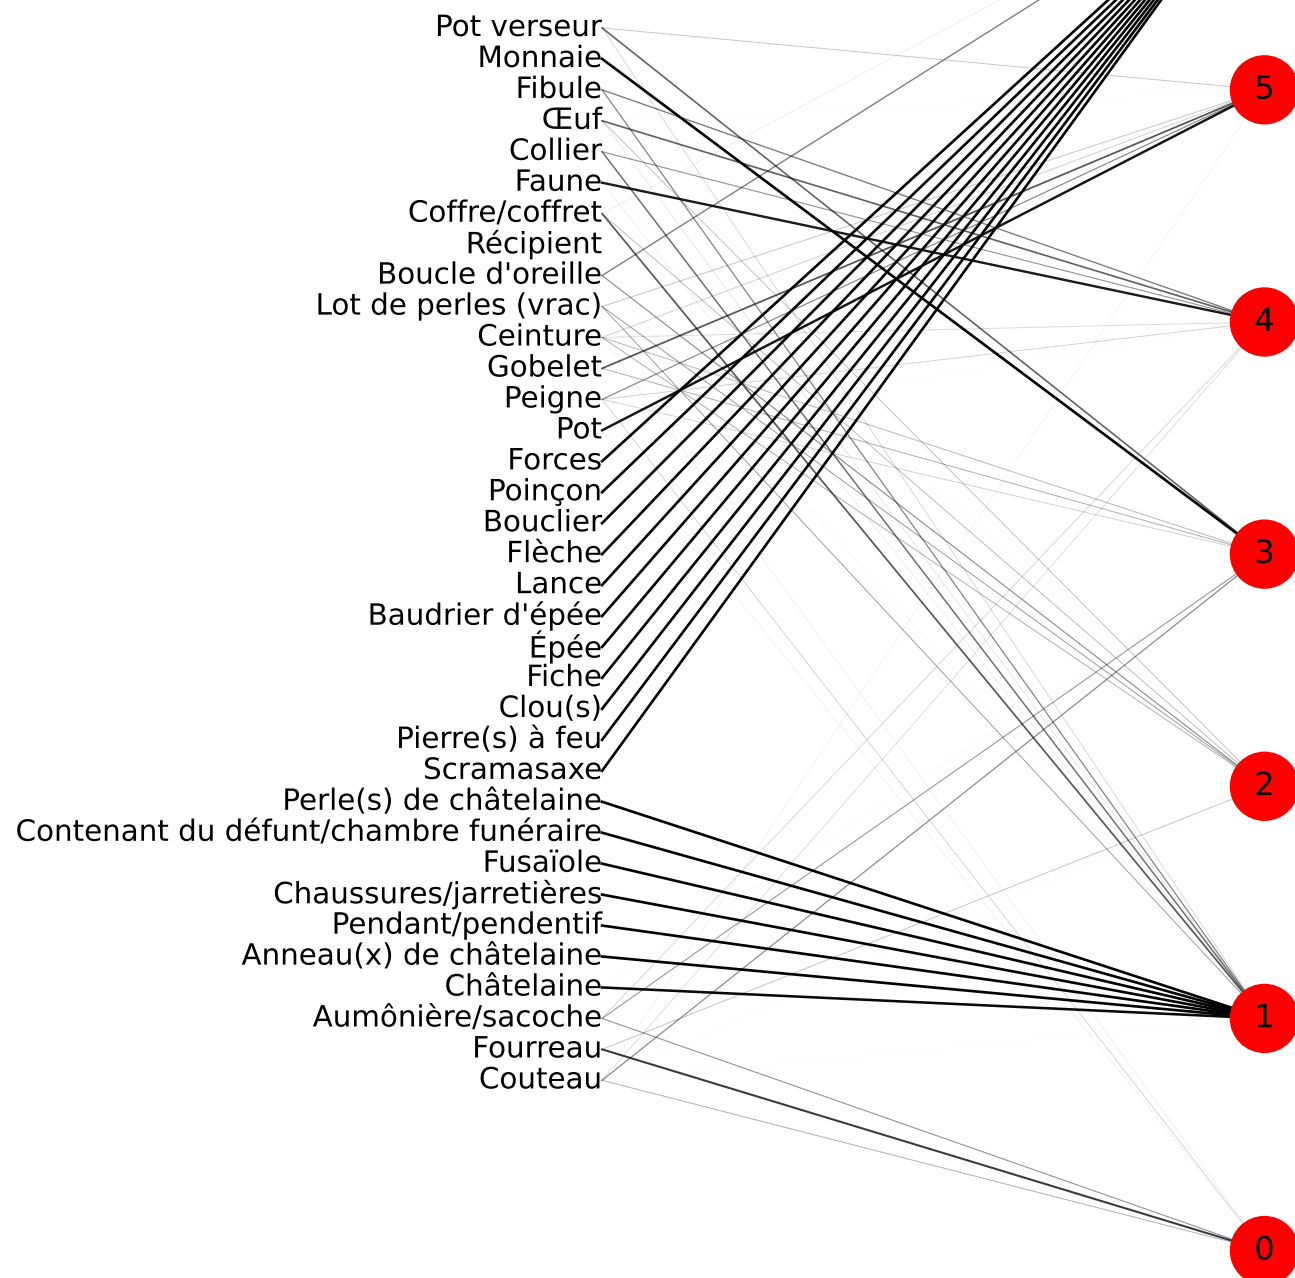 Pot verseur
Monnaie
Fibule
Œuf
Collier
Faune
Coffre/coffret
Récipient
Boucle d'oreille
Lot de perles (vrac)
Ceinture
Gobelet
Peigne
Pot
Forces
Poinçon
Bouclier
Flèche
Lance
Baudrier d'épée
Épée
Fiche
Clou(s)
Pierre(s) à feu
Scramasaxe
Perle(s) de châtelaine
Contenant du défunt/chambre funéraire
Fusaïole
Chaussures/jarretières
Pendant/pendentif
Anneau(x) de châtelaine
Châtelaine
Aumônière/sacoche
Fourreau
Couteau
5
4
3
2
1
0